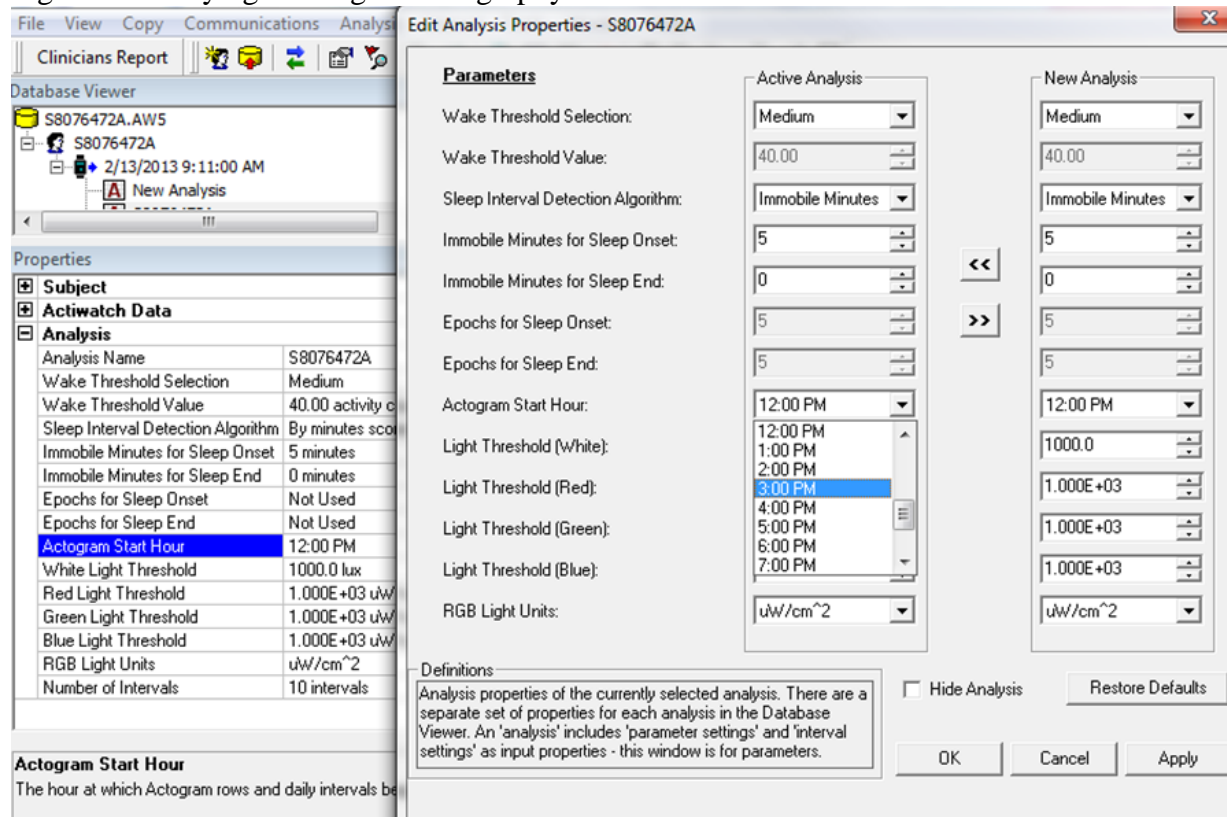 File View Copy Communications Analysi
Clinicians Report
Database Viewer
S8076472A.AW5
S8076472A
2/13/2013 9:11:00 AM
A New Analysis
Properties
Subject
Actiwatch Data
Analysis
Analysis Name S8076472A
Wake Threshold Selection Medium
Wake Threshold Value 40.00 activity c
Sleep Interval Detection Algorithm By minutes scor
Immobile Minutes for Sleep Onset 5 minutes
Immobile Minutes for Sleep End 0 minutes
Epochs for Sleep Onset Not Used
Epochs for Sleep End Not Used
Actogram Start Hour 12:00 PM
White Light Threshold 1000.0 lux
Red Light Threshold 1.000E+03 uW/
Green Light Threshold 1.000E+03 uW/
Blue Light Threshold 1.000E+03 uW/
RGB Light Units uW/cm^2
Number of Intervals 10 intervals
Actogram Start Hour
The hour at which Actogram rows and daily intervals be
Edit Analysis Properties - S8076472A
Parameters Active Analysis New Analysis
Wake Threshold Selection: Medium Medium
Wake Threshold Value: 40.00 40.00
Sleep Interval Detection Algorithm: Immobile Minutes Immobile Minutes
Immobile Minutes for Sleep Onset: 5 5
<<
Immobile Minutes for Sleep End: 0 0
Epochs for Sleep Onset: 5 >> 5
Epochs for Sleep End: 5 5
Actogram Start Hour: 12:00 PM 12:00 PM
12:00 PM
Light Threshold (White): 1:00 PM 1000.0
2:00 PM
Light Threshold (Red): 3:00 PM 1.000E+03
4:00 PM
Light Threshold (Green): 5:00 PM 1.000E+03
6:00 PM
Light Threshold (Blue): 7:00 PM 1.000E+03
RGB Light Units: uW/cm^2 uW/cm^2
Definitions
Analysis properties of the currently selected analysis. There are a
separate set of properties for each analysis in the Database
Viewer. An 'analysis' includes 'parameter settings' and 'interval
settings' as input properties - this window is for parameters.
Hide Analysis Restore Defaults
OK Cancel Apply